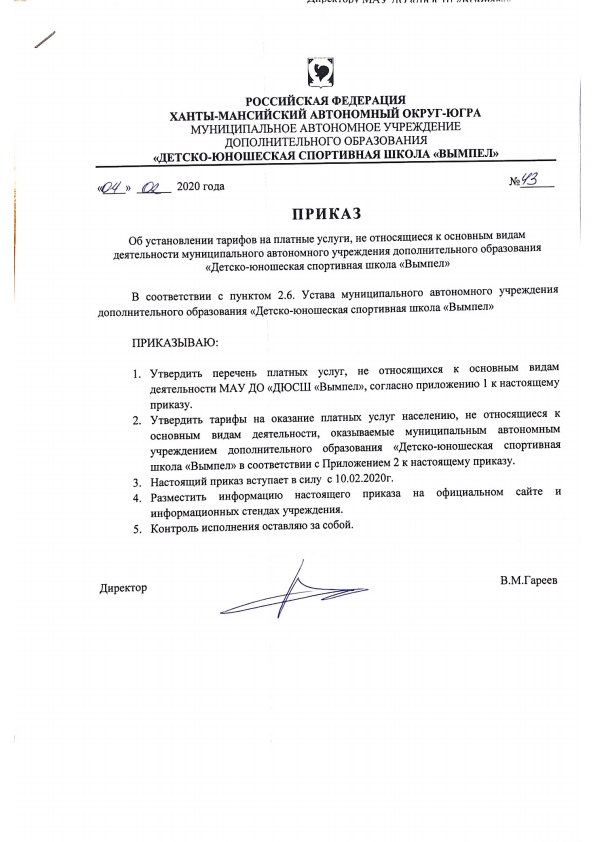 РОССИЙСКАЯ ФЕДЕРАЦИЯ
ХАНТЫ-МАНСИЙСКИЙ АВТОНОМНЫЙ ОКРУГ-ЮГРА
МУНИЦИПАЛЬНОЕ АВТОНОМНОЕ УЧРЕЖДЕНИЕ
ДОПОЛНИТЕЛЬНОГО ОБРАЗОВАНИЯ
«ДЕТСКО-ЮНОШЕСКАЯ СПОРТИВНАЯ ШКОЛА «ВЫМПЕЛ»
«04» 02 2020 года №43
ПРИКАЗ
Об установлении тарифов на платные услуги, не относящиеся к основным видам
деятельности муниципального автономного учреждения дополнительного образования
«Детско-юношеская спортивная школа «Вымпел»
В соответствии с пунктом 2.6. Устава муниципального автономного учреждения
дополнительного образования «Детско-юношеская спортивная школа «Вымпел»
ПРИКАЗЫВАЮ:
1. Утвердить перечень платных услуг, не относящихся к основным видам
деятельности МАУ ДО «ДЮСШ «Вымпел», согласно приложению 1 к настоящему
приказу.
2. Утвердить тарифы на оказание платных услуг населению, не относящиеся к
основным видам деятельности, оказываемые муниципальным автономным
учреждением дополнительного образования «Детско-юношеская спортивная
школа «Вымпел» в соответствии с Приложением 2 к настоящему приказу.
3. Настоящий приказ вступает в силу с 10.02.2020г.
4. Разместить информацию настоящего приказа на официальном сайте и
информационных стендах учреждения.
5. Контроль исполнения оставляю за собой.
Директор В.М.Гареев